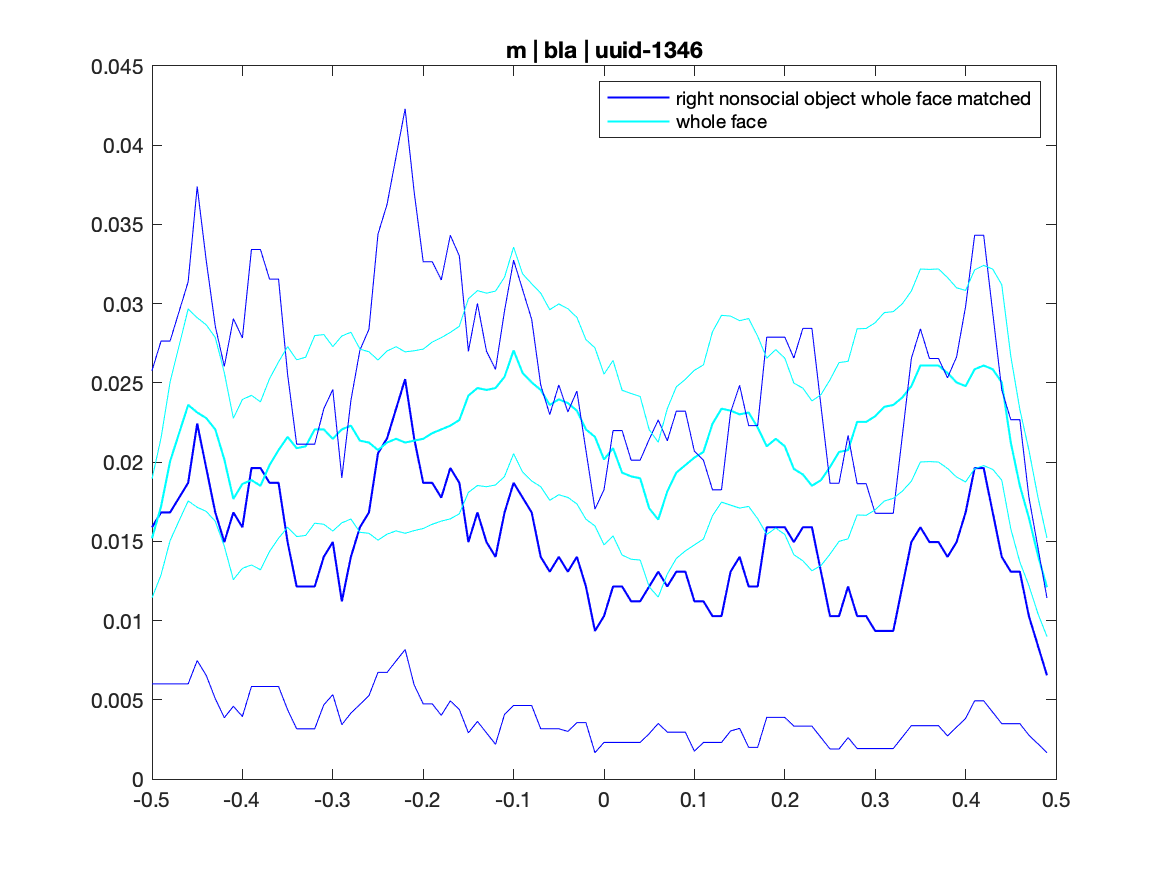 m | bla | uuid-1346
right nonsocial object whole face matched
whole face
0.045
0.04
0.035
0.03
0.025
0.02
0.015
0.01
0.005
0
-0.5 -0.4 -0.3 -0.2 -0.1 0 0.1 0.2 0.3 0.4 0.5